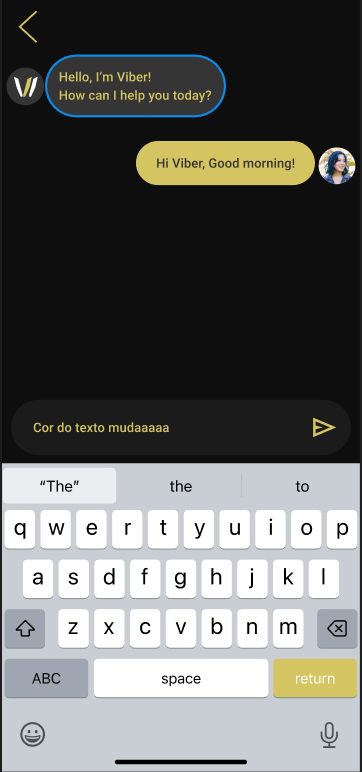 Hello, I'm Viber!
How can I help you today?
Hi Viber, Good morning!
Cor do texto mudaaaaa
“The” the to
q w e r t y u i o p
a s d f g h j k l
z x c v b n m
ABC space return